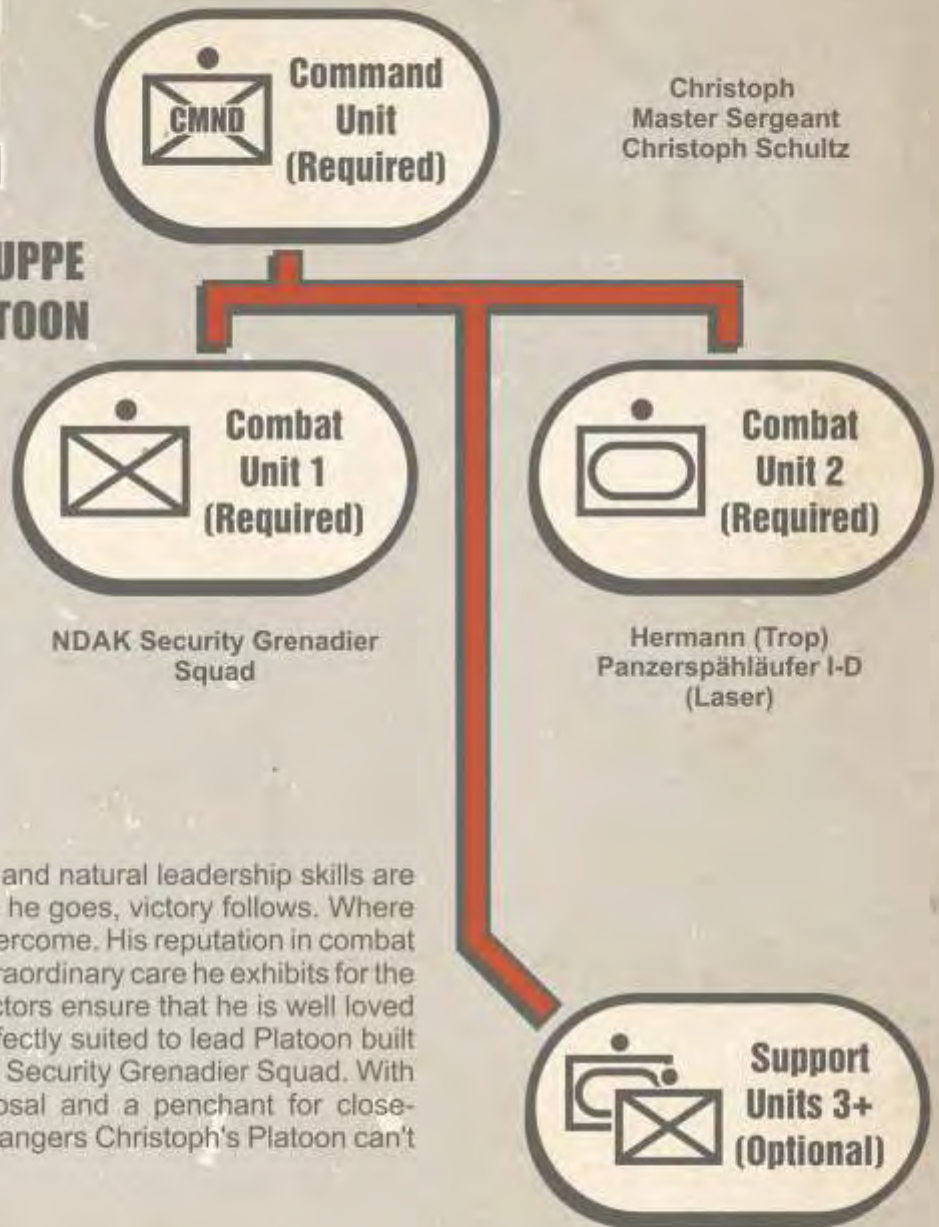 Command
Unit
(Required)
CMND
Christoph
Master Sergeant
Christoph Schultz
UPPE
TOON
Combat
Unit 1
(Required)
Combat
Unit 2
(Required)
NDAK Security Grenadier
Squad
Hermann (Trop)
Panzerspähläufer I-D
(Laser)
and natural leadership skills are
he goes, victory follows. Where
ercome. His reputation in combat
raordinary care he exhibits for the
ctors ensure that he is well loved
fectly suited to lead Platoon built
Security Grenadier Squad. With
osal and a penchant for close-
angers Christoph's Platoon can't
Support
Units 3+
(Optional)